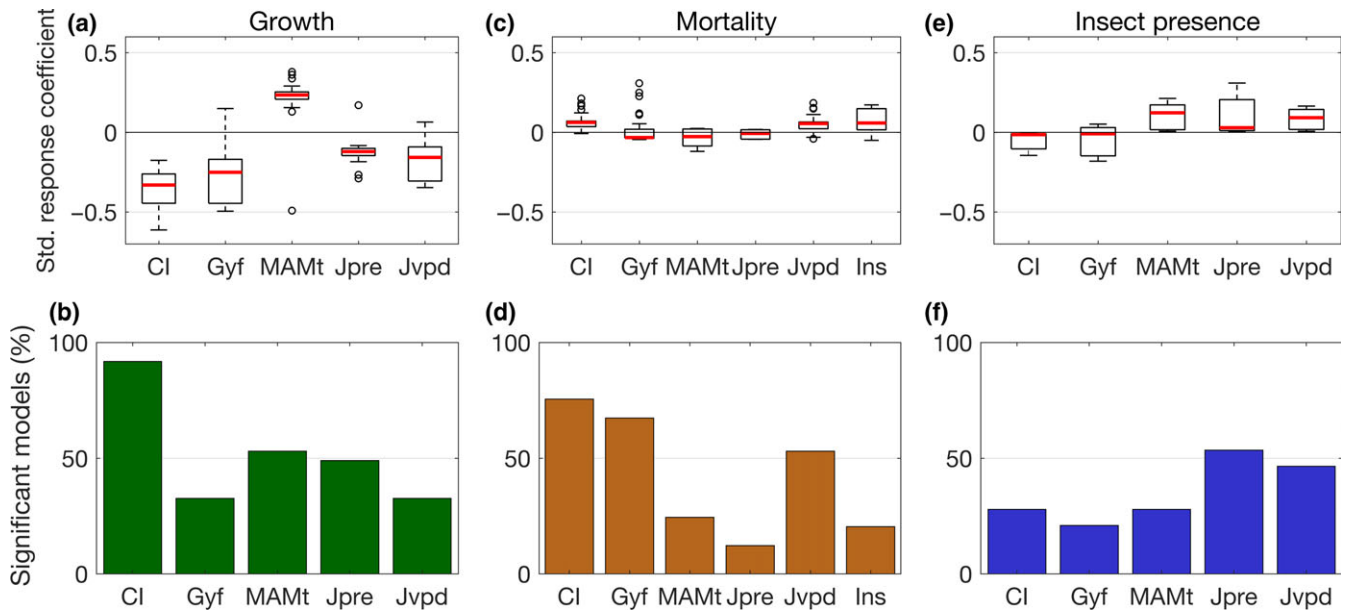 (a) Growth
Std. response coefficient
0.5
0
−0.5
CI Gyf MAMt Jpre Jvpd
(c) Mortality
0.5
0
−0.5
CI Gyf MAMt Jpre Jvpd Ins
(e) Insect presence
0.5
0
−0.5
CI Gyf MAMt Jpre Jvpd
(b)
Significant models (%)
100
50
0
CI Gyf MAMt Jpre Jvpd
(d)
100
50
0
CI Gyf MAMt Jpre Jvpd Ins
(f)
100
50
0
CI Gyf MAMt Jpre Jvpd